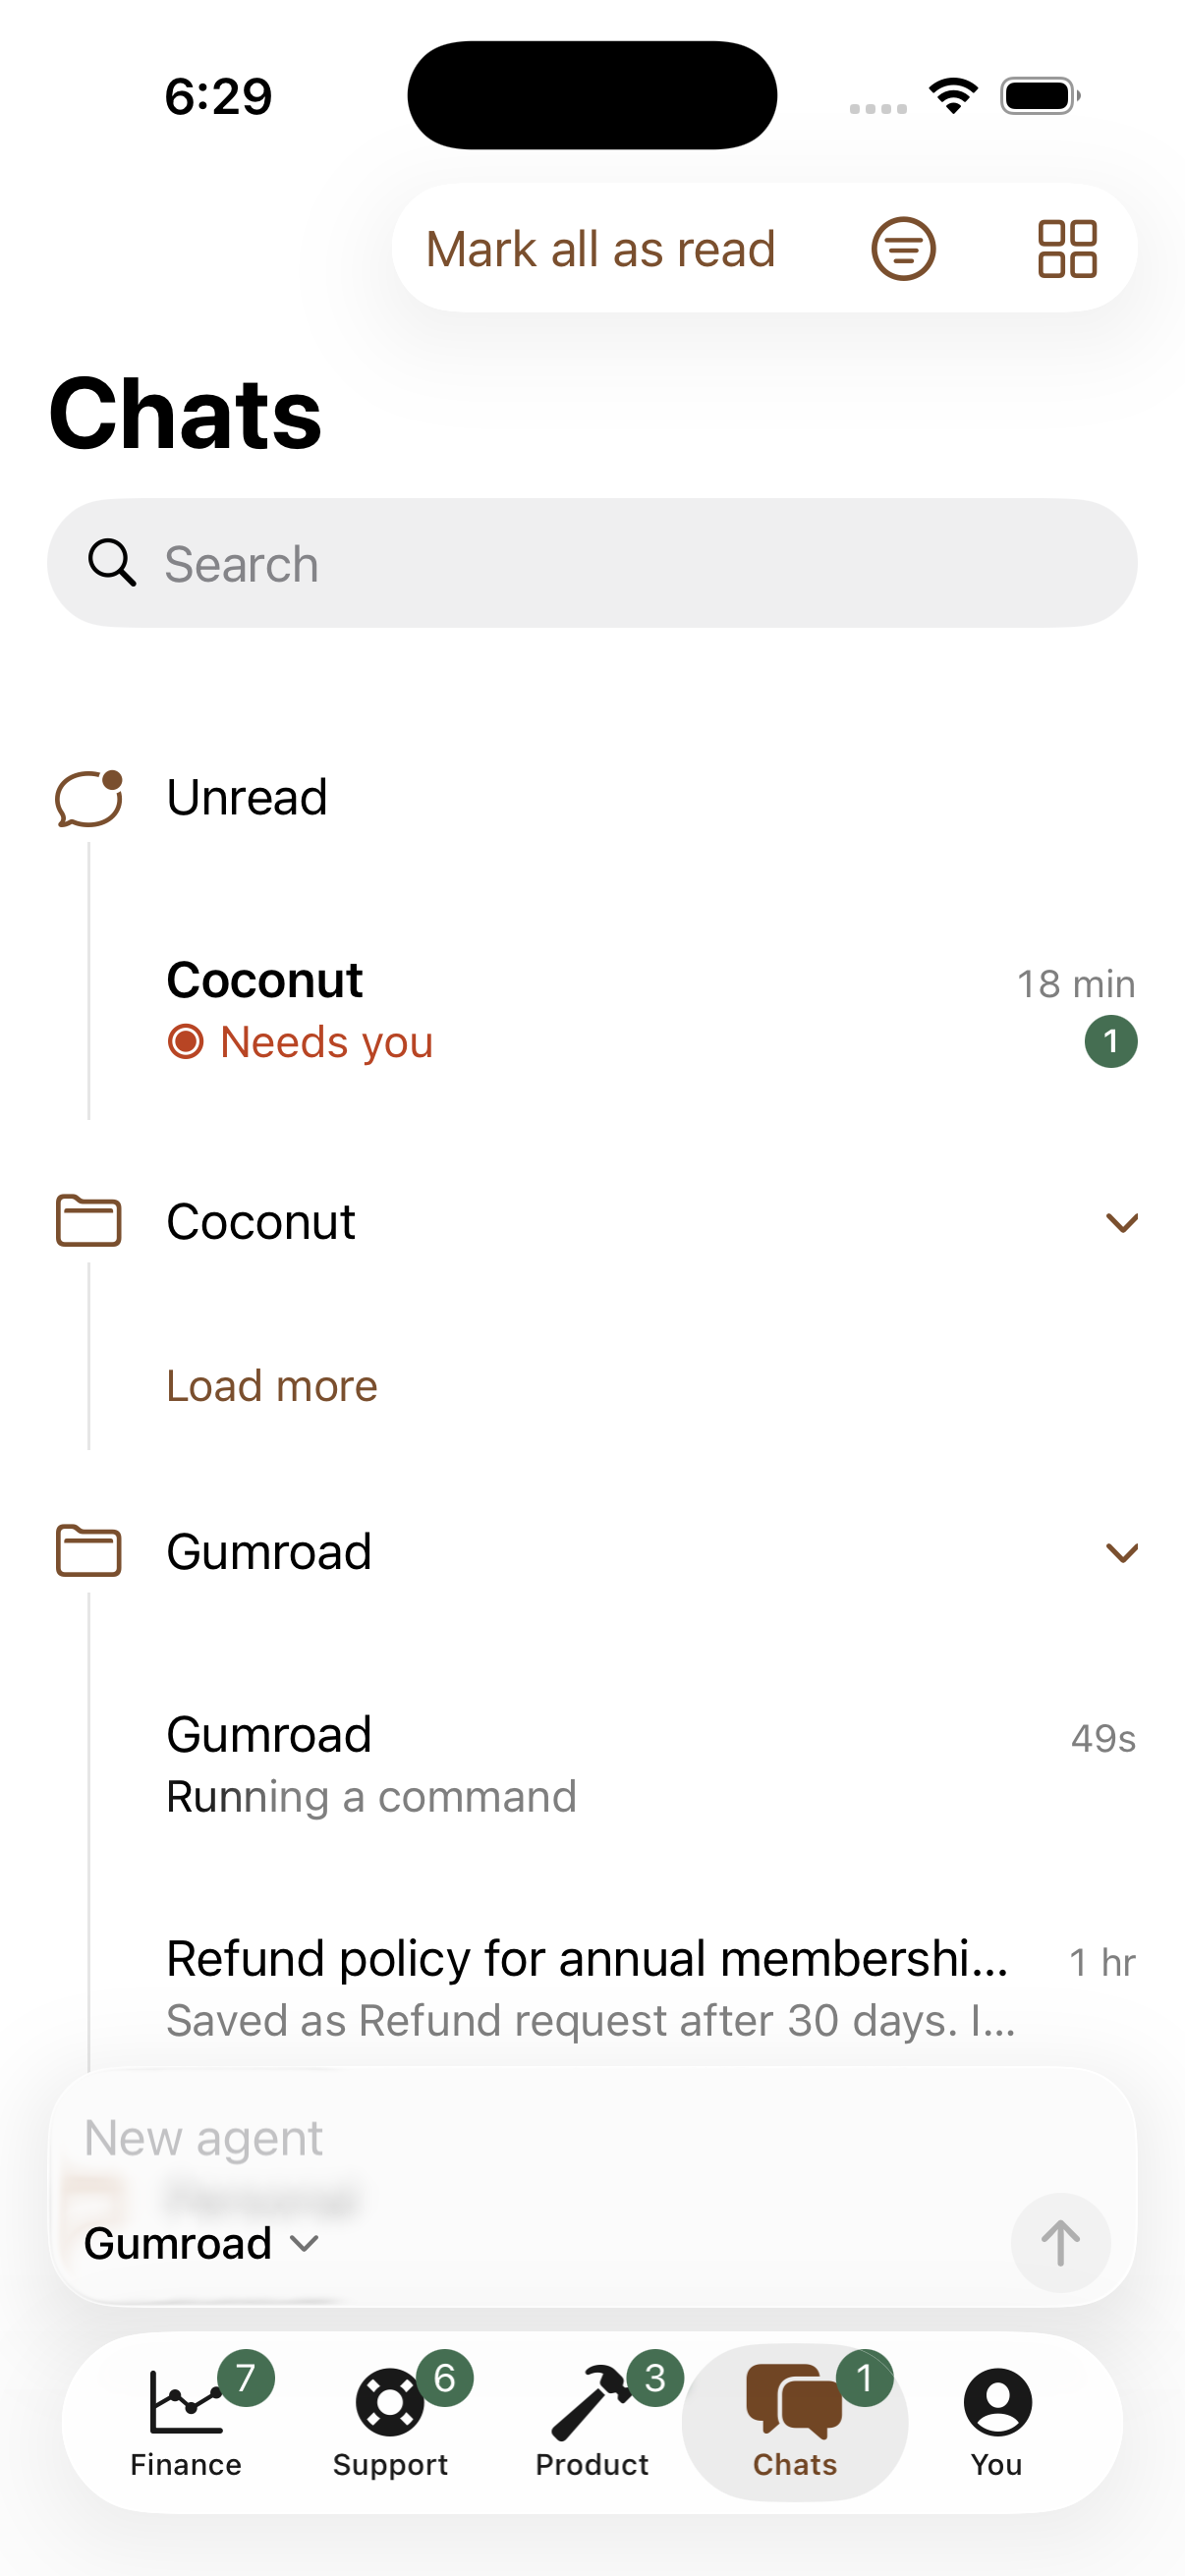 6:29
Mark all as read
Chats
Search
Unread
Coconut
18 min
Needs you
1
Coconut
Load more
Gumroad
Gumroad
49s
Running a command
Refund policy for annual membershi...
1 hr
Saved as Refund request after 30 days. I...
New agent
Gumroad
7
6
3
1
Finance
Support
Product
Chats
You